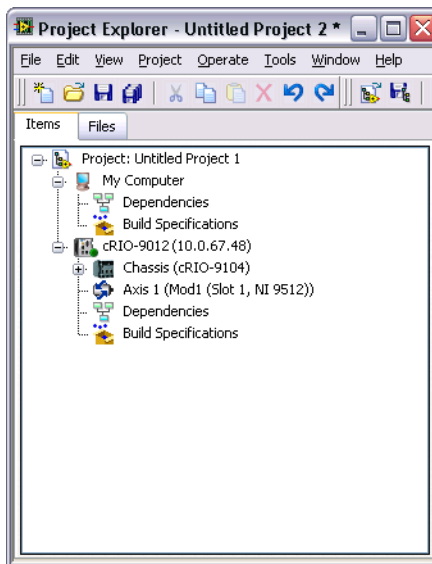 Project Explorer - Untitled Project 2 *
File Edit View Project Operate Tools Window Help
Items Files
Project: Untitled Project 1
My Computer
Dependencies
Build Specifications
cRIO-9012 (10.0.67.48)
Chassis (cRIO-9104)
Axis 1 (Mod1 (Slot 1, NI 9512))
Dependencies
Build Specifications